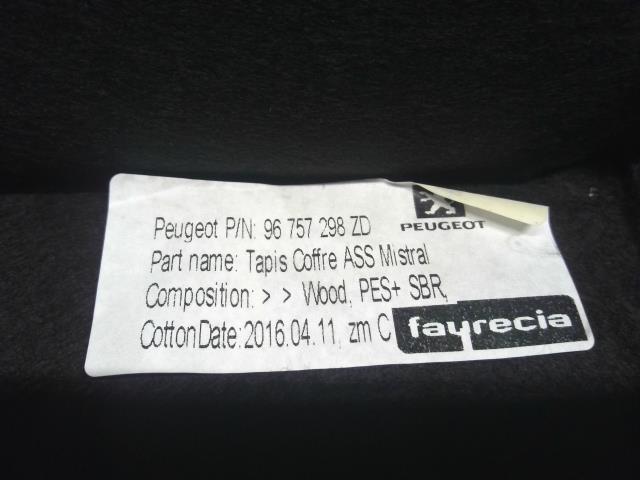 Peugeot P/N: 96 757 298 ZD
PEUGEOT
Part name: Tapis Coffre ASS Mistral
Composition: > > Wood, PES+ SBR,
CottonDate: 2016.04.11, zm C
faurecia